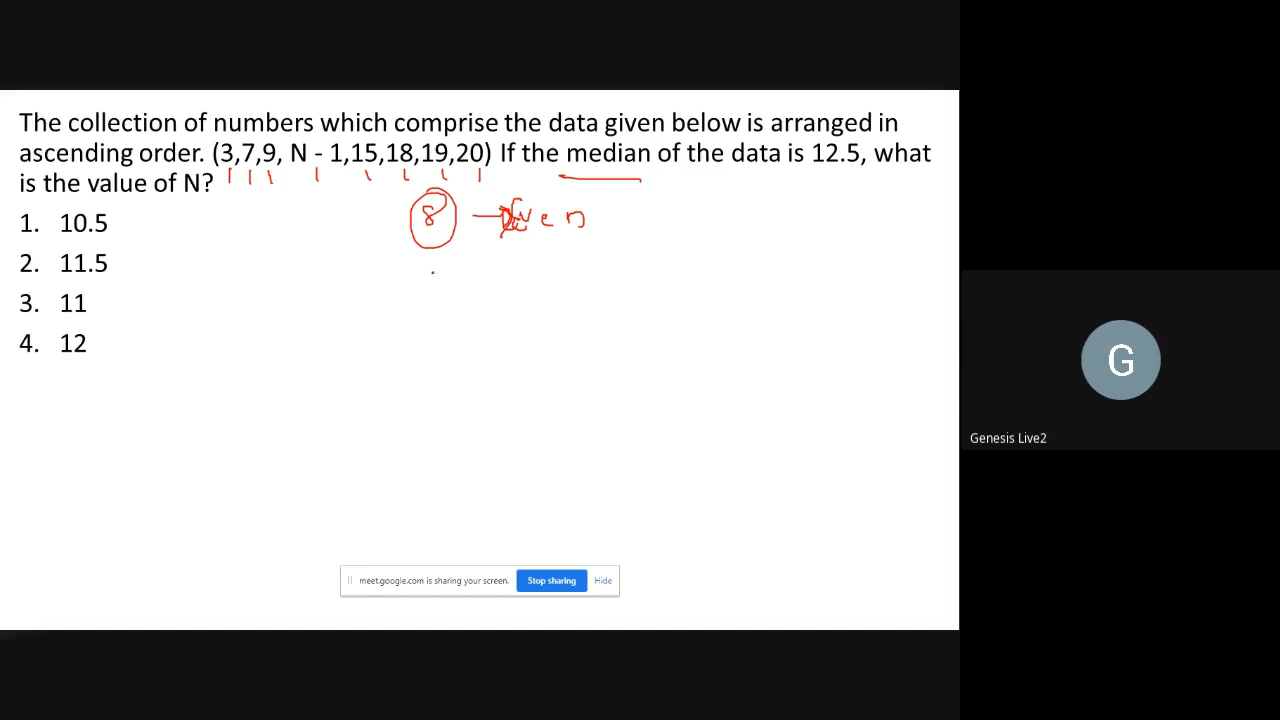 The collection of numbers which comprise the data given below is arranged in
ascending order. (3,7,9, N - 1,15,18,19,20) If the median of the data is 12.5, what
is the value of N?
8 → even
1. 10.5
2. 11.5
3. 11
4. 12
G
Genesis Live2
meet.google.com is sharing your screen. Stop sharing Hide